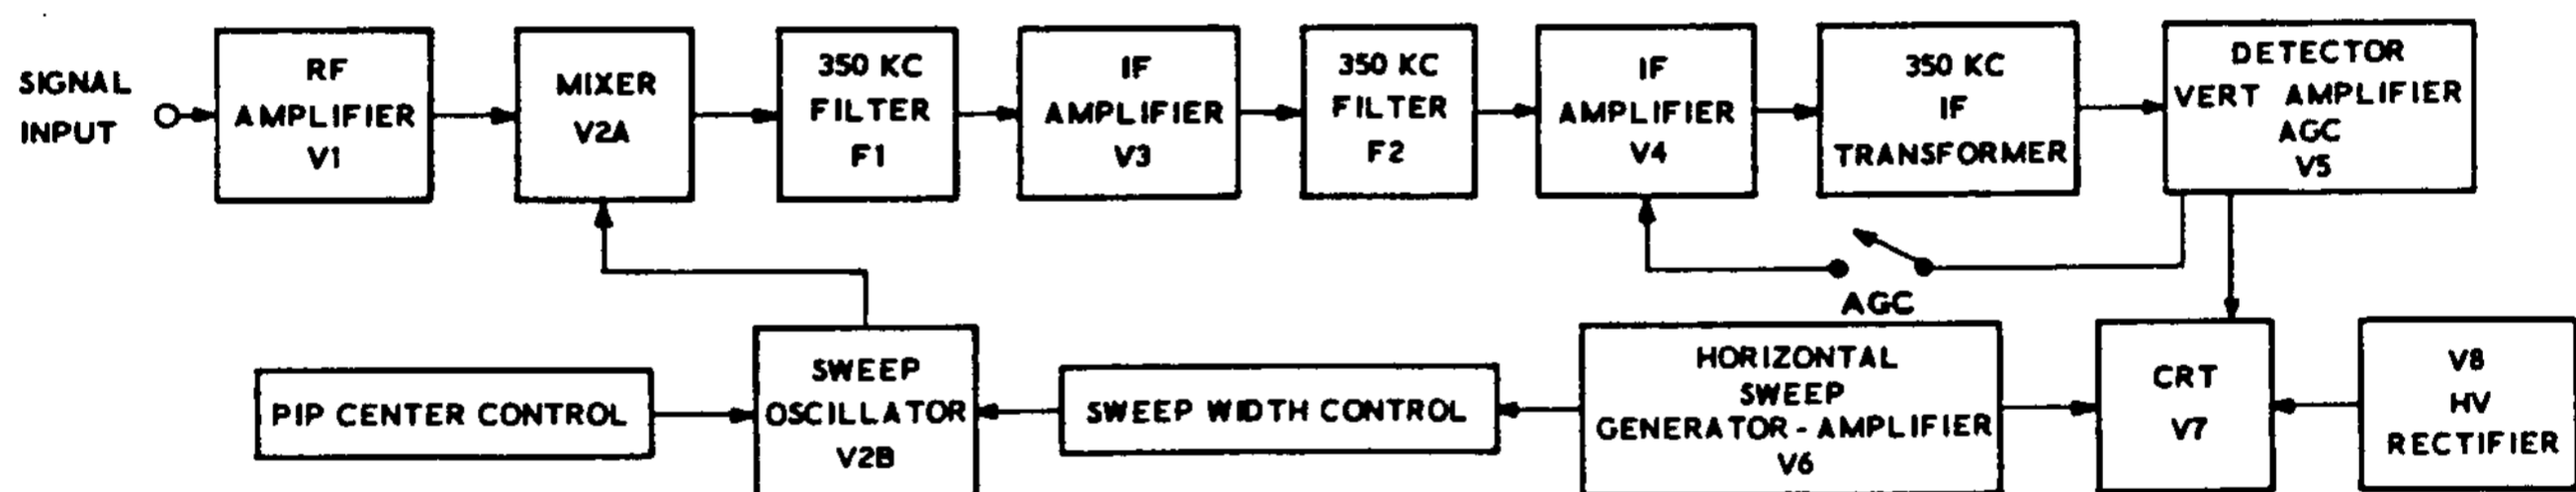 SIGNAL
INPUT
RF
AMPLIFIER
V1
MIXER
V2A
350 KC
FILTER
F1
IF
AMPLIFIER
V3
350 KC
FILTER
F2
IF
AMPLIFIER
V4
350 KC
IF
TRANSFORMER
DETECTOR
VERT AMPLIFIER
AGC
V5
AGC
PIP CENTER CONTROL
SWEEP
OSCILLATOR
V2B
SWEEP WIDTH CONTROL
HORIZONTAL
SWEEP
GENERATOR-AMPLIFIER
V6
CRT
V7
V8
HV
RECTIFIER